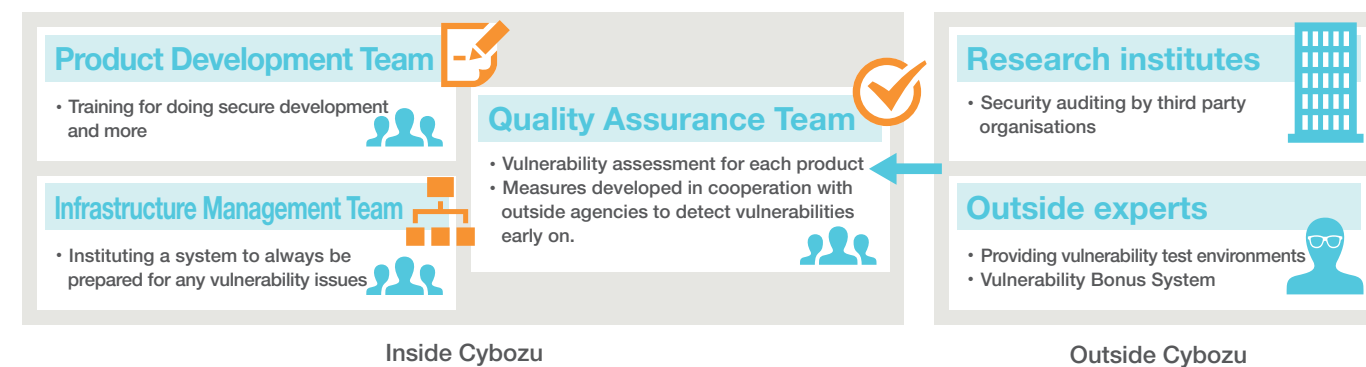 Product Development Team
・Training for doing secure development
and more
Infrastructure Management Team
・Instituting a system to always be
prepared for any vulnerability issues
Quality Assurance Team
・Vulnerability assessment for each product
・Measures developed in cooperation with
outside agencies to detect vulnerabilities
early on.
Inside Cybozu
Research institutes
・Security auditing by third party
organisations
Outside experts
・Providing vulnerability test environments
・Vulnerability Bonus System
Outside Cybozu